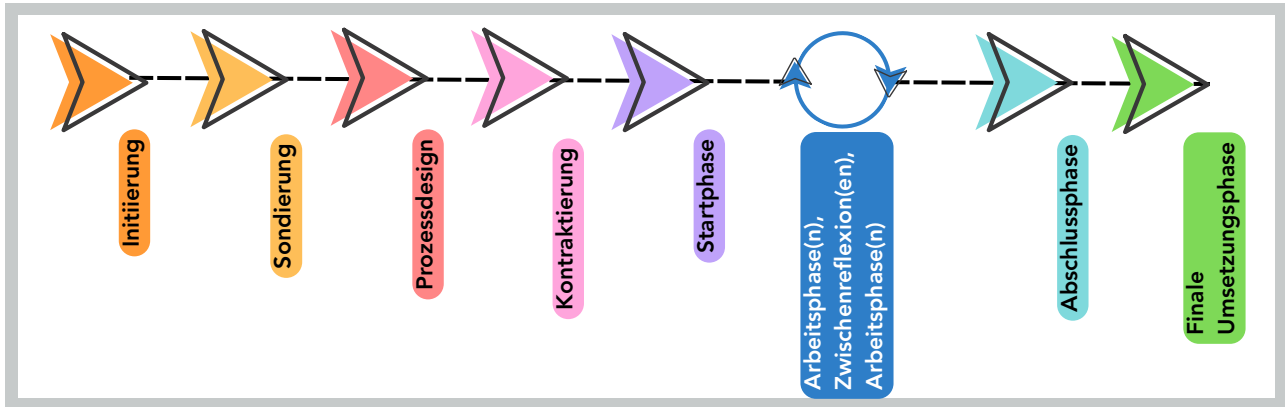 Initiierung
Sondierung
Prozessdesign
Kontraktierung
Startphase
Arbeitsphase(n),
Zwischenreflexion(en),
Arbeitsphase(n)
Abschlussphase
Finale
Umsetzungsphase